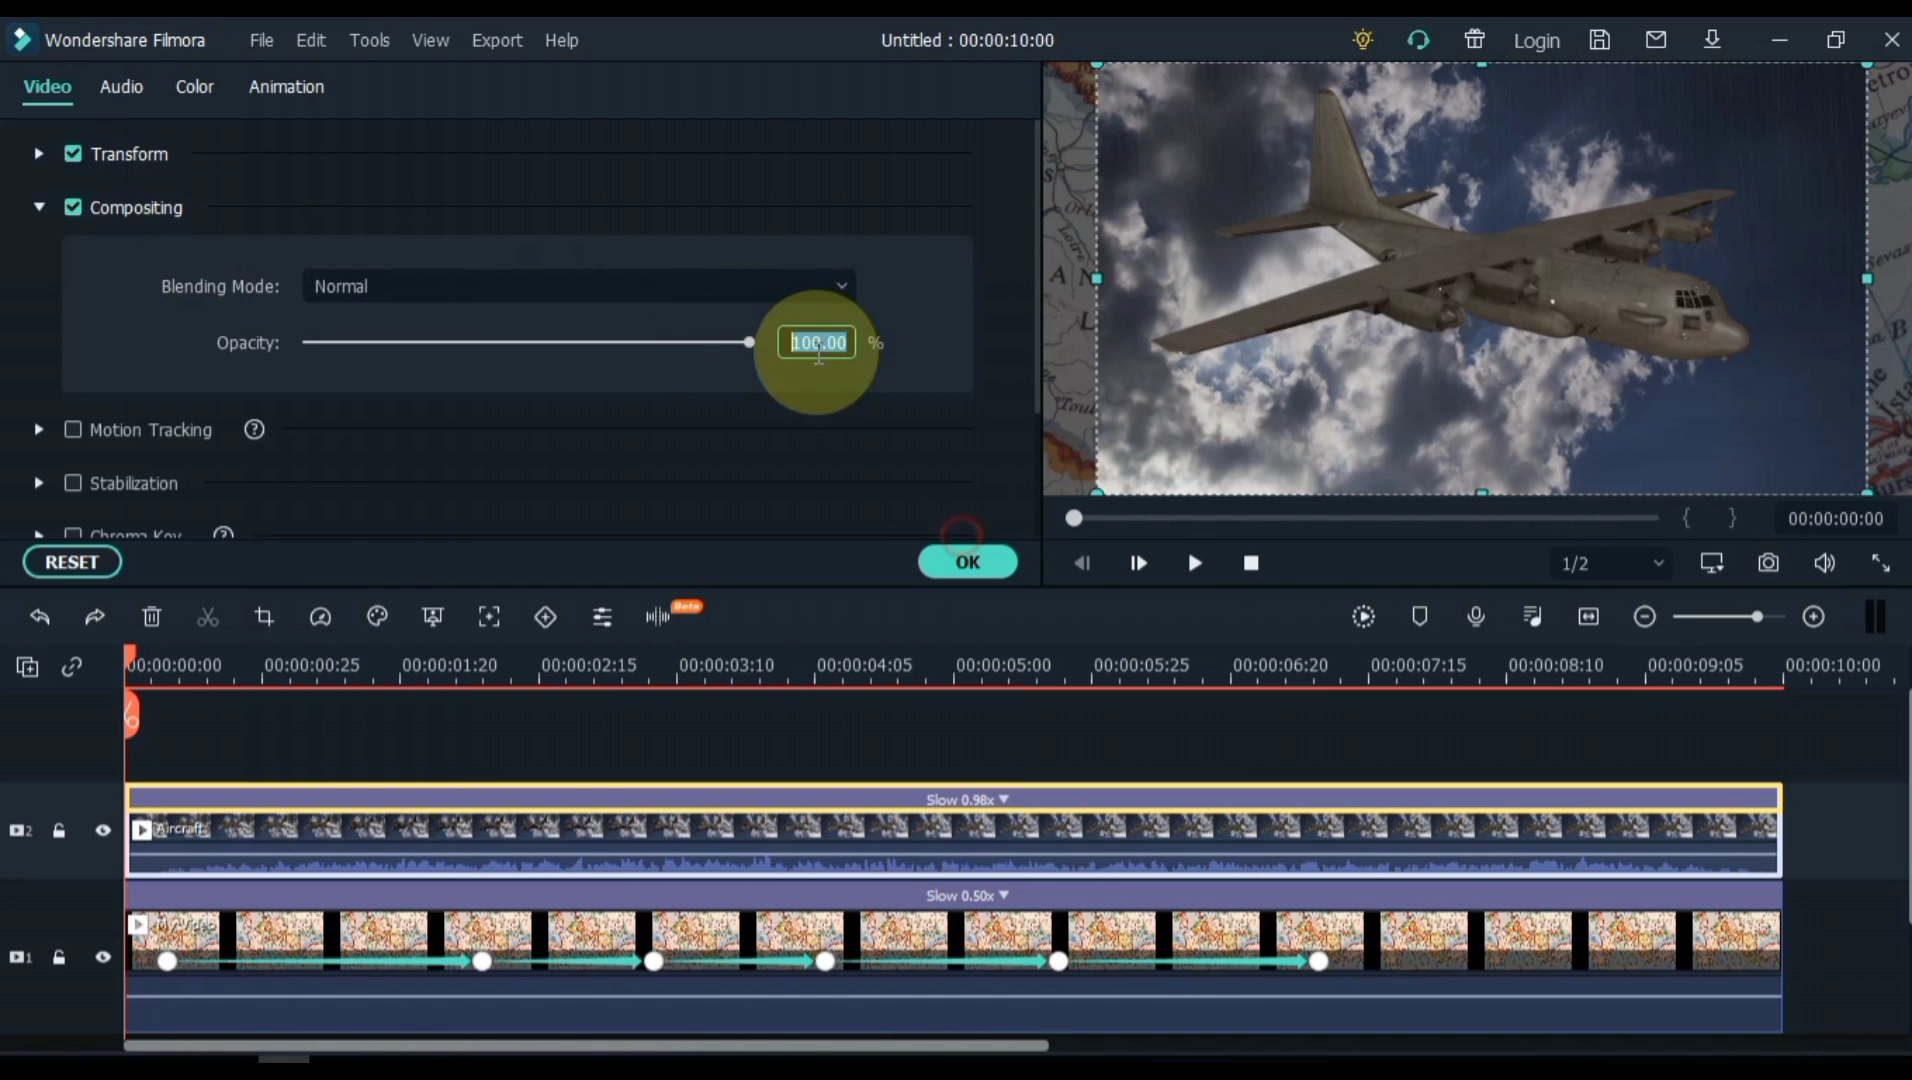 Wondershare Filmora File Edit Tools View Export Help Untitled : 00:00:10:00 Login
Video Audio Color Animation
Transform
Compositing
Blending Mode: Normal
Opacity: 100.00 %
Motion Tracking ?
Stabilization
Chroma Key ?
RESET OK
etro
A N
L
Toul
B
00:00:00:00
1/2
Beta
00:00:00:00 00:00:00:25 00:00:01:20 00:00:02:15 00:00:03:10 00:00:04:05 00:00:05:00 00:00:05:25 00:00:06:20 00:00:07:15 00:00:08:10 00:00:09:05 00:00:10:00
Slow 0.98x
2 Aircraft
Slow 0.50x
My Video
1